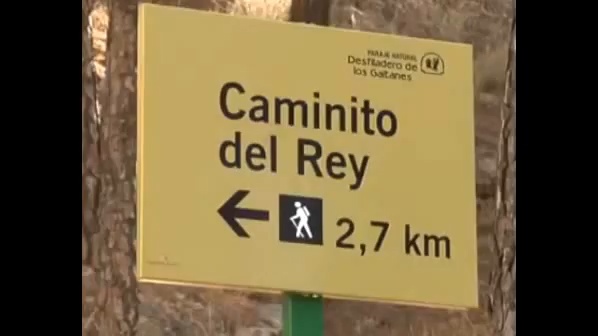 PARAJE NATURAL
Desfiladero de
los Gaitanes
Caminito
del Rey
2,7 km